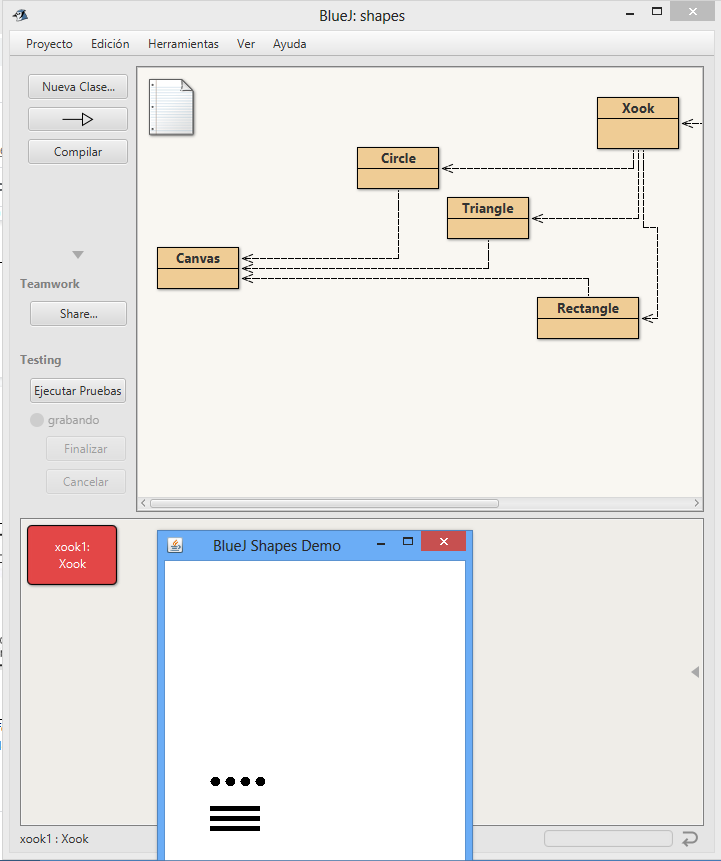 BlueJ: shapes
Proyecto Edición Herramientas Ver Ayuda
Nueva Clase...
Compilar
Teamwork
Share...
Testing
Ejecutar Pruebas
grabando
Finalizar
Cancelar
Xook
Circle
Triangle
Canvas
Rectangle
xook1:
Xook
BlueJ Shapes Demo
xook1 : Xook